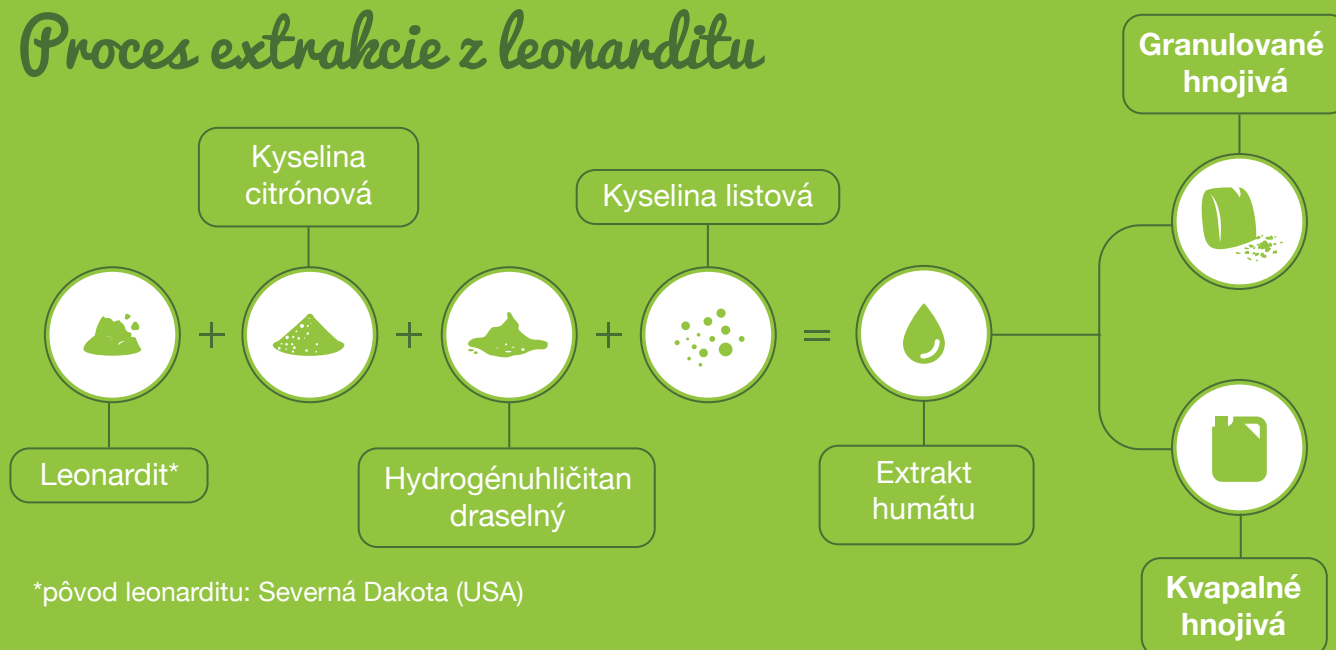 Proces extrakcie z leonarditu
Granulované
hnojivá
Kyselina
citrónová
Kyselina listová
Leonardit*
Hydrogénuhličitan
draselný
Extrakt
humátu
*pôvod leonarditu: Severná Dakota (USA)
Kvapalné
hnojivá